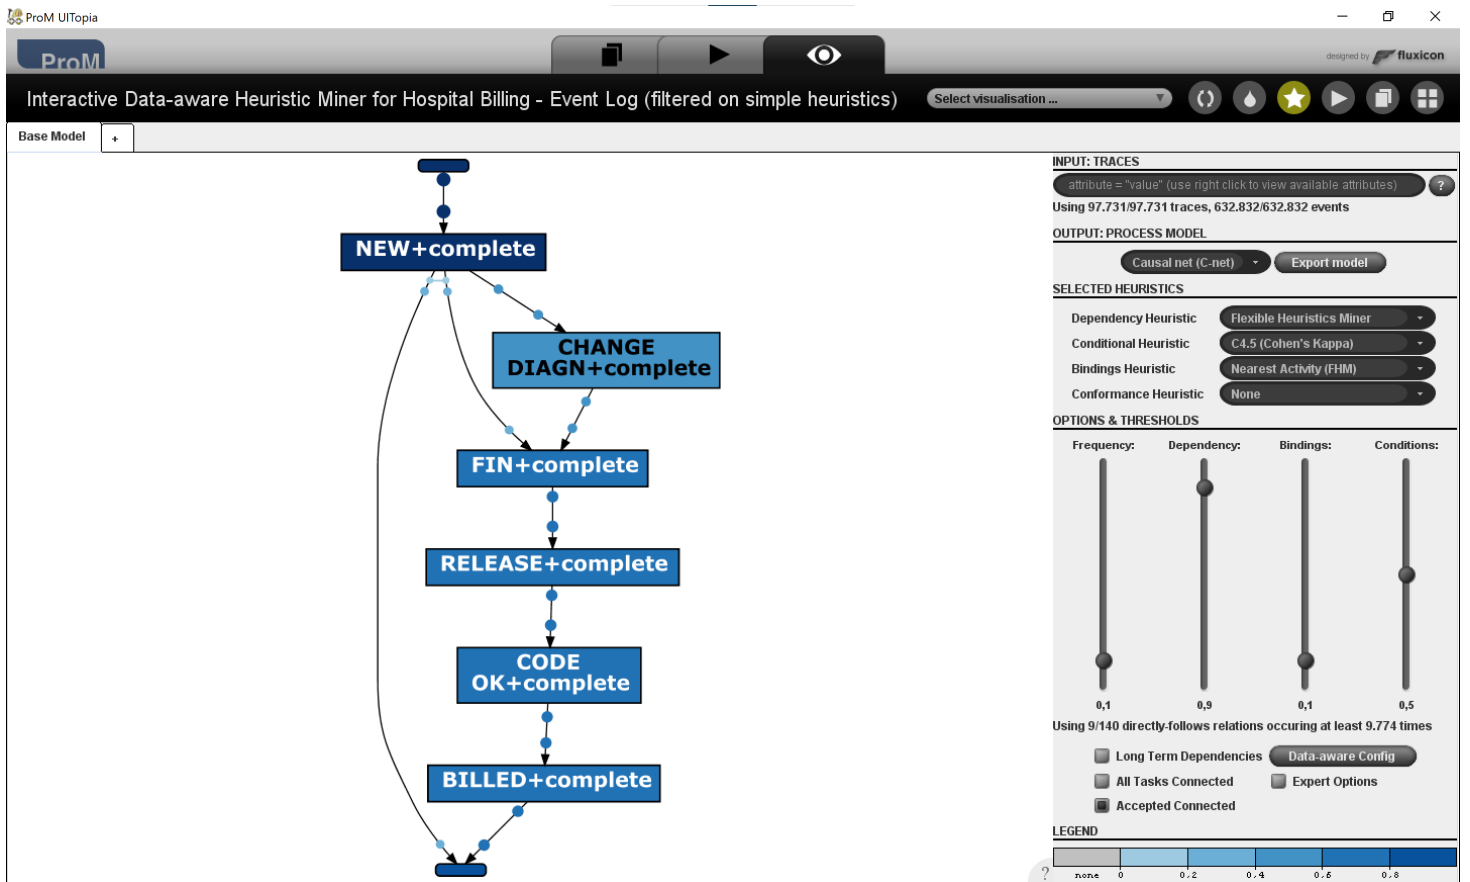 ProM UITopia
ProM
designed by fluxicon
Interactive Data-aware Heuristic Miner for Hospital Billing - Event Log (filtered on simple heuristics)
Select visualisation ...
Base Model
+
NEW+complete
CHANGE
DIAGN+complete
FIN+complete
RELEASE+complete
CODE
OK+complete
BILLED+complete
INPUT: TRACES
attribute = "value" (use right click to view available attributes)
?
Using 97.731/97.731 traces, 632.832/632.832 events
OUTPUT: PROCESS MODEL
Causal net (C-net)
Export model
SELECTED HEURISTICS
Dependency Heuristic
Flexible Heuristics Miner
Conditional Heuristic
C4.5 (Cohen's Kappa)
Bindings Heuristic
Nearest Activity (FHM)
Conformance Heuristic
None
OPTIONS & THRESHOLDS
Frequency:
Dependency:
Bindings:
Conditions:
0,1
0,9
0,1
0,5
Using 9/140 directly-follows relations occuring at least 9.774 times
Long Term Dependencies
Data-aware Config
All Tasks Connected
Expert Options
Accepted Connected
LEGEND
?
none 0 0.2 0.4 0.6 0.8